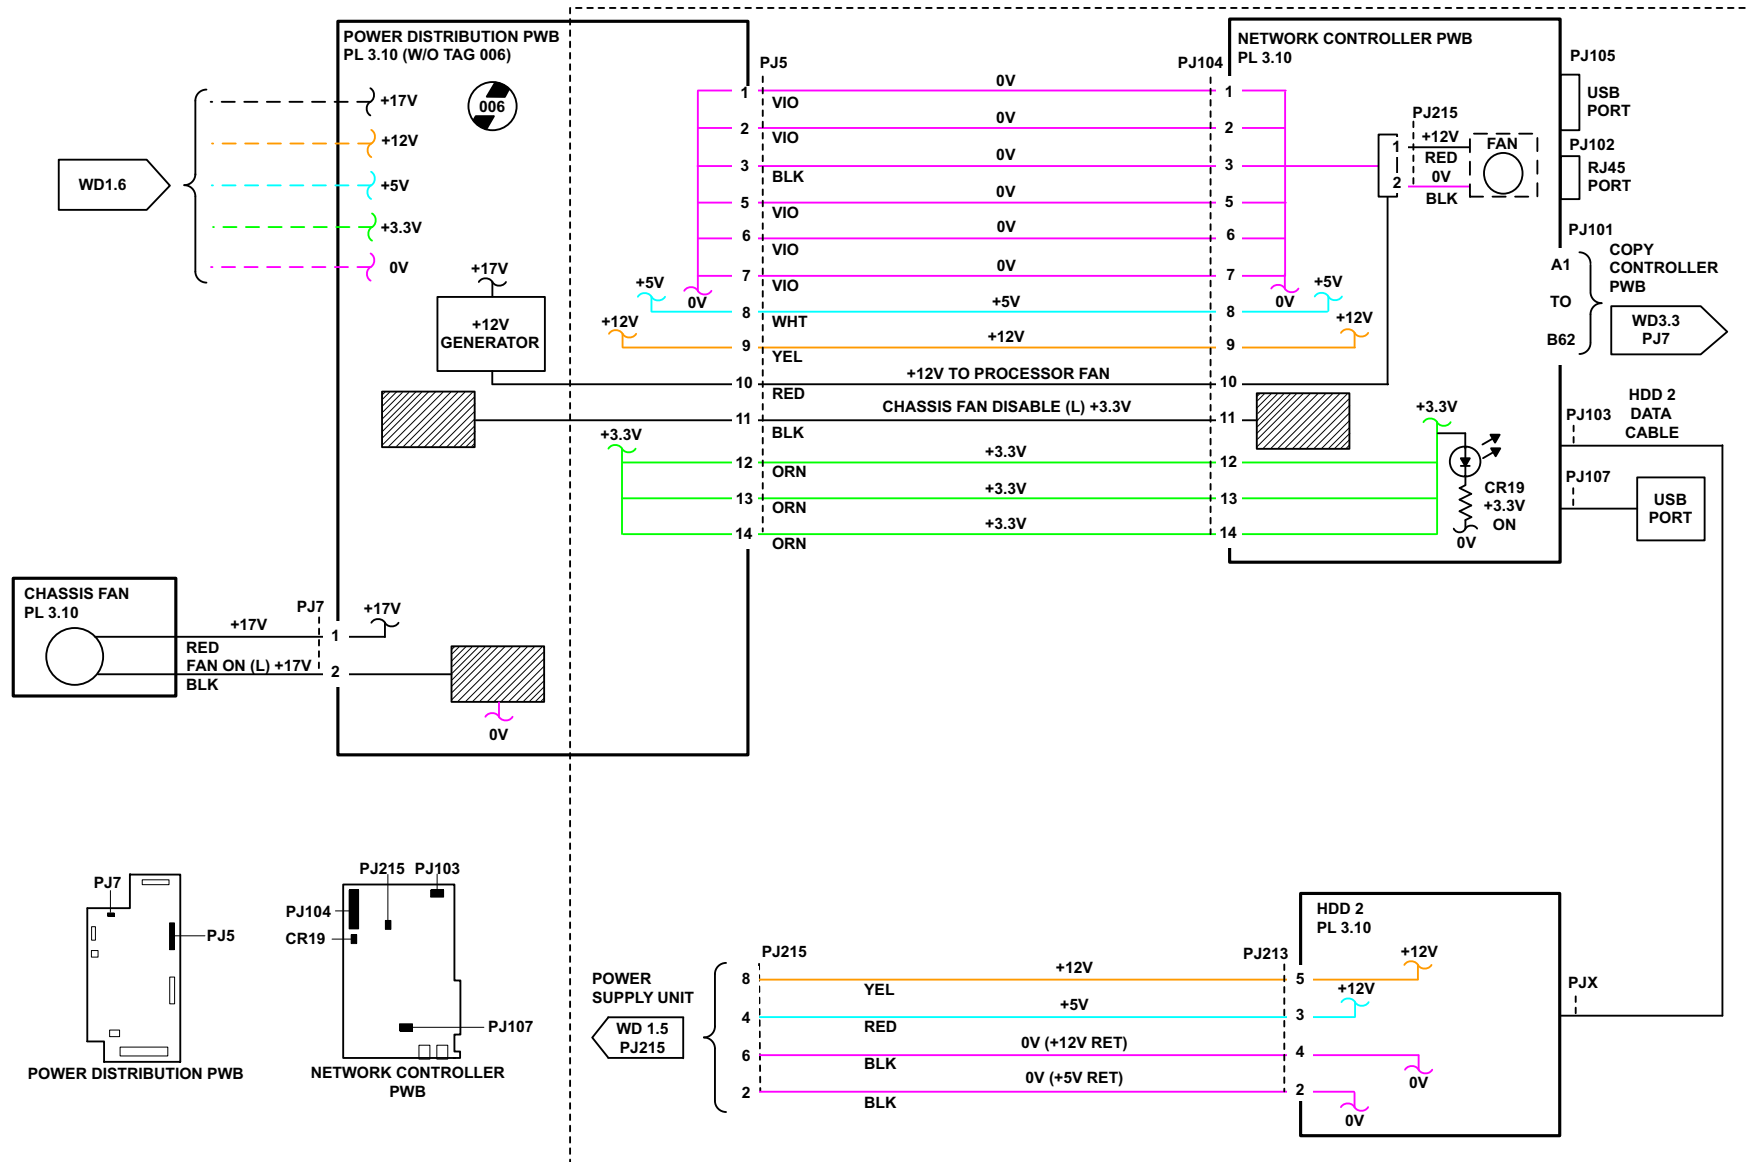 POWER DISTRIBUTION PWB
PL 3.10 (W/O TAG 006)
006
WD1.6
+17V
+12V
+5V
+3.3V
0V
+17V
+12V
GENERATOR
PJ5
PJ104
1
VIO
0V
1
2
VIO
0V
2
3
BLK
0V
3
5
VIO
0V
5
6
VIO
0V
6
7
VIO
0V
7
0V
0V
+5V
8
WHT
+5V
8
+5V
+12V
9
YEL
+12V
9
+12V
10
RED
+12V TO PROCESSOR FAN
10
11
BLK
CHASSIS FAN DISABLE (L) +3.3V
11
+3.3V
12
ORN
+3.3V
12
13
ORN
+3.3V
13
14
ORN
+3.3V
14
NETWORK CONTROLLER PWB
PL 3.10
PJ215
1
+12V
RED
2
0V
BLK
FAN
+3.3V
CR19
+3.3V
ON
0V
PJ105
USB
PORT
PJ102
RJ45
PORT
PJ101
A1
TO
B62
COPY
CONTROLLER
PWB
WD3.3
PJ7
PJ103
HDD 2
DATA
CABLE
PJ107
USB
PORT
CHASSIS FAN
PL 3.10
PJ7
+17V
RED
1
+17V
FAN ON (L) +17V
BLK
2
0V
PJ7
PJ5
POWER DISTRIBUTION PWB
PJ215
PJ103
PJ104
CR19
PJ107
NETWORK CONTROLLER
PWB
POWER
SUPPLY UNIT
WD 1.5
PJ215
PJ215
PJ213
8
YEL
+12V
5
+12V
4
RED
+5V
3
+12V
6
BLK
0V (+12V RET)
4
0V
2
BLK
0V (+5V RET)
2
0V
HDD 2
PL 3.10
PJX